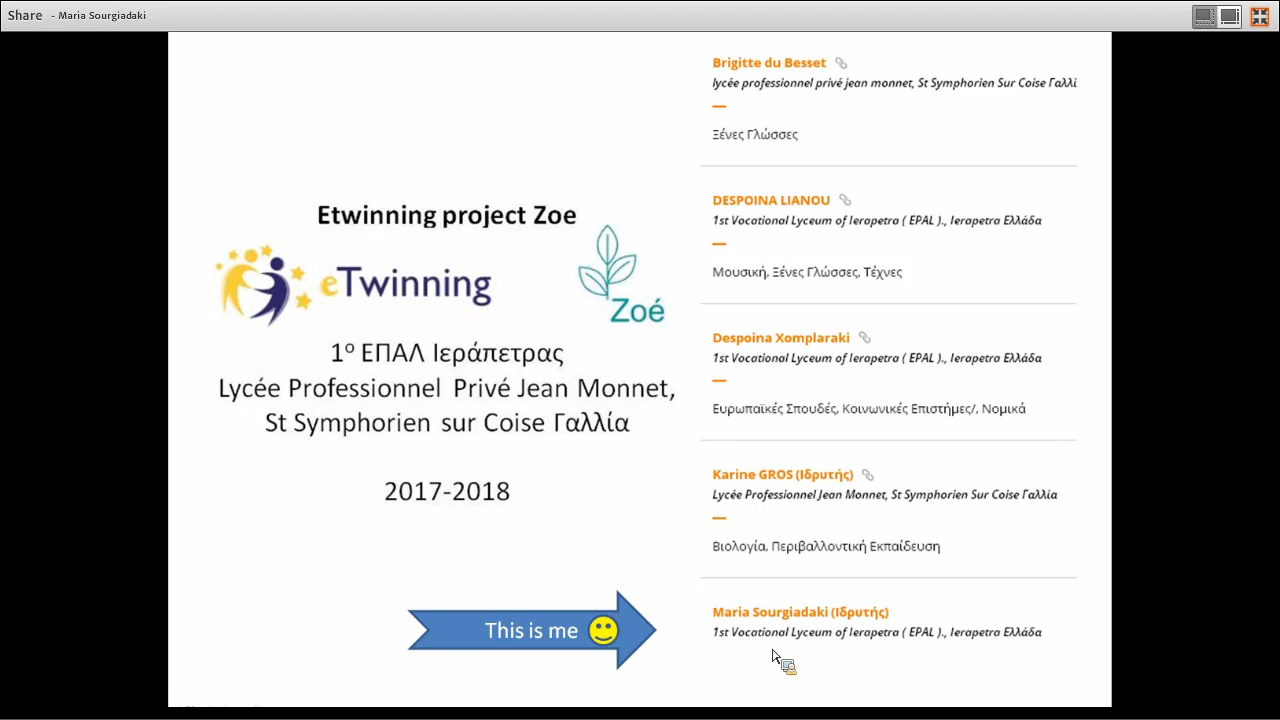 Share - Maria Sourgiadaki
Etwinning project Zoe
eTwinning
Zoé
1ο ΕΠΑΛ Ιεράπετρας
Lycée Professionnel Privé Jean Monnet,
St Symphorien sur Coise Γαλλία
2017-2018
This is me
Brigitte du Besset
lycée professionnel privé jean monnet, St Symphorien Sur Coise Γαλλί
Ξένες Γλώσσες
DESPOINA LIANOU
1st Vocational Lyceum of Ierapetra ( EPAL )., Ierapetra Ελλάδα
Μουσική, Ξένες Γλώσσες, Τέχνες
Despoina Xomplaraki
1st Vocational Lyceum of Ierapetra ( EPAL )., Ierapetra Ελλάδα
Ευρωπαϊκές Σπουδές, Κοινωνικές Επιστήμες/, Νομικά
Karine GROS (Ιδρυτής)
Lycée Professionnel Jean Monnet, St Symphorien Sur Coise Γαλλία
Βιολογία, Περιβαλλοντική Εκπαίδευση
Maria Sourgiadaki (Ιδρυτής)
1st Vocational Lyceum of Ierapetra ( EPAL )., Ierapetra Ελλάδα